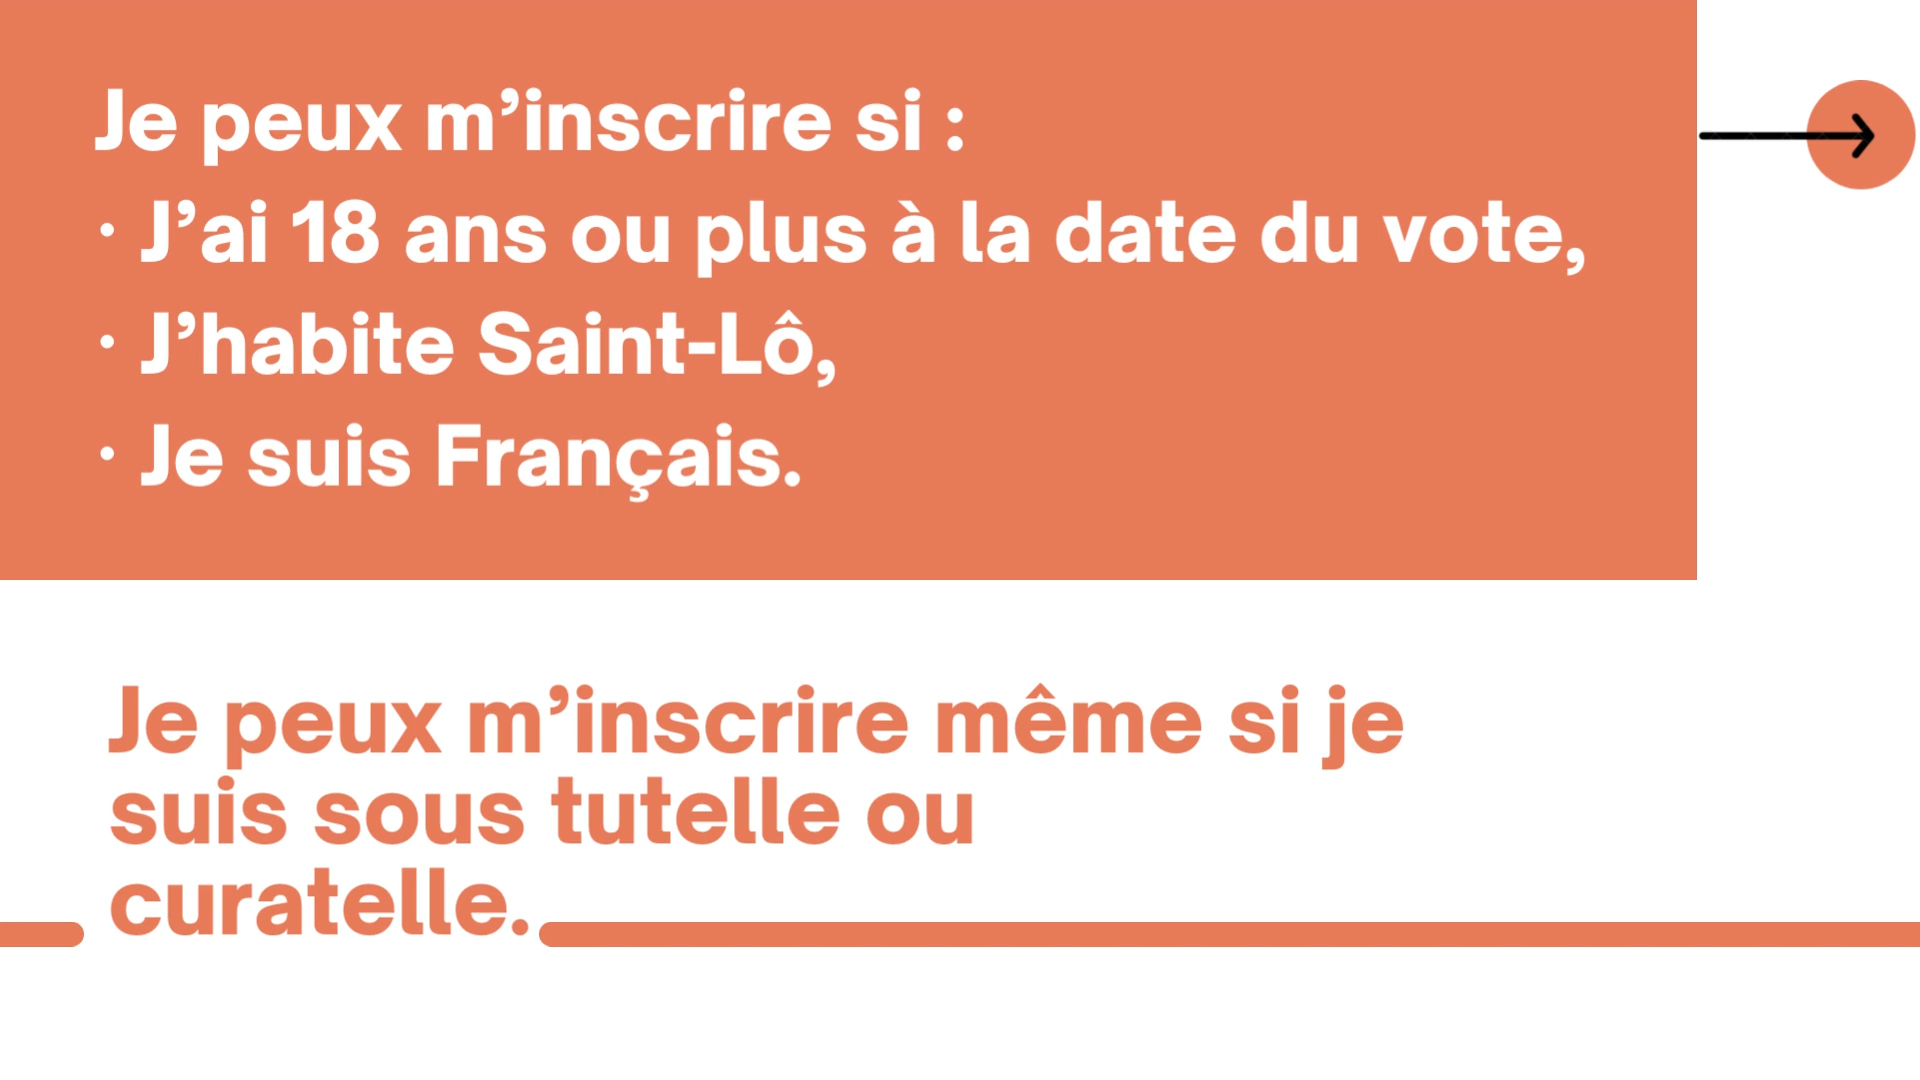 Je peux m’inscrire si :
· J’ai 18 ans ou plus à la date du vote,
· J’habite Saint-Lô,
· Je suis Français.
Je peux m’inscrire même si je
suis sous tutelle ou
curatelle.